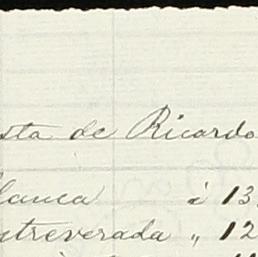 sta de Ricardo
lanca á 13
ntreverada " 12